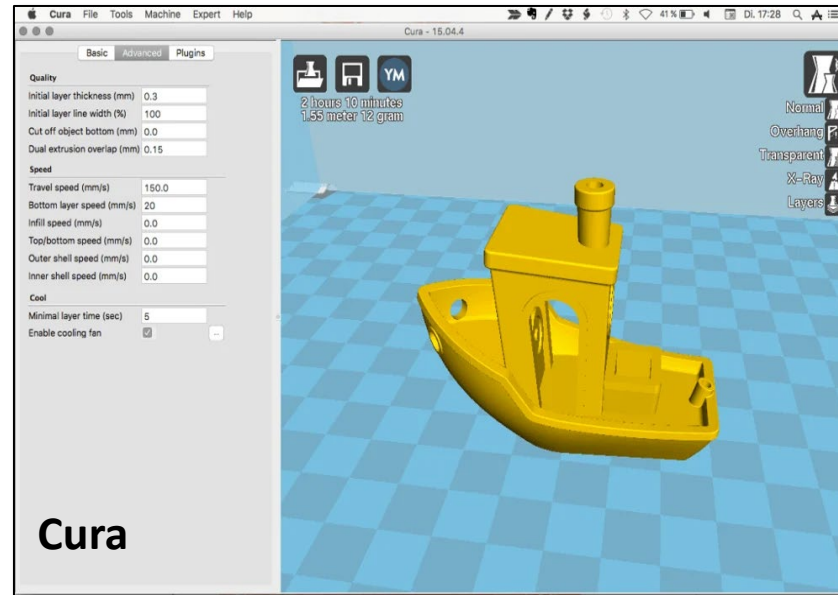 Cura File Tools Machine Expert Help 41% Di. 17:28
Cura - 15.04.4
Basic Advanced Plugins
Quality
Initial layer thickness (mm) 0.3
Initial layer line width (%) 100
Cut off object bottom (mm) 0.0
Dual extrusion overlap (mm) 0.15
Speed
Travel speed (mm/s) 150.0
Bottom layer speed (mm/s) 20
Infill speed (mm/s) 0.0
Top/bottom speed (mm/s) 0.0
Outer shell speed (mm/s) 0.0
Inner shell speed (mm/s) 0.0
Cool
Minimal layer time (sec) 5
Enable cooling fan ...
YM
2 hours 10 minutes
1.55 meter 12 gram
Normal
Overhang
Transparent
X-Ray
Layers
Cura